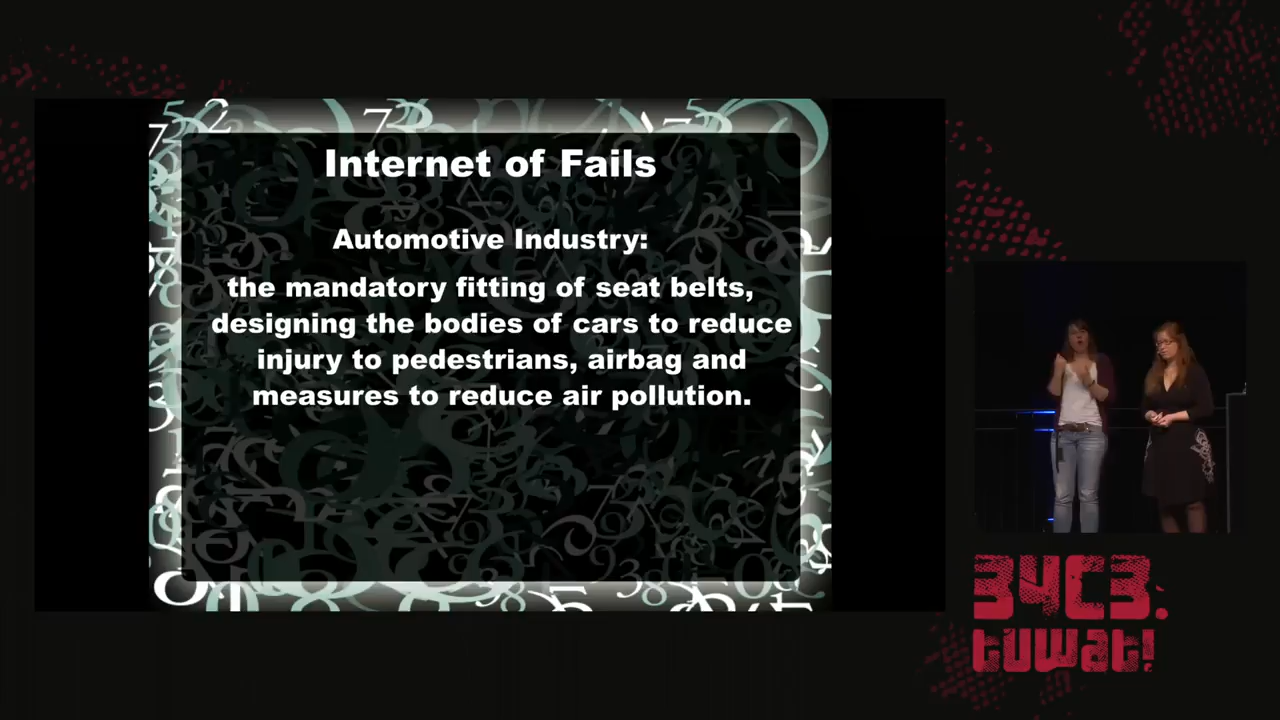 Internet of Fails
Automotive Industry:
the mandatory fitting of seat belts,
designing the bodies of cars to reduce
injury to pedestrians, airbag and
measures to reduce air pollution.
34C3.
tuwat!